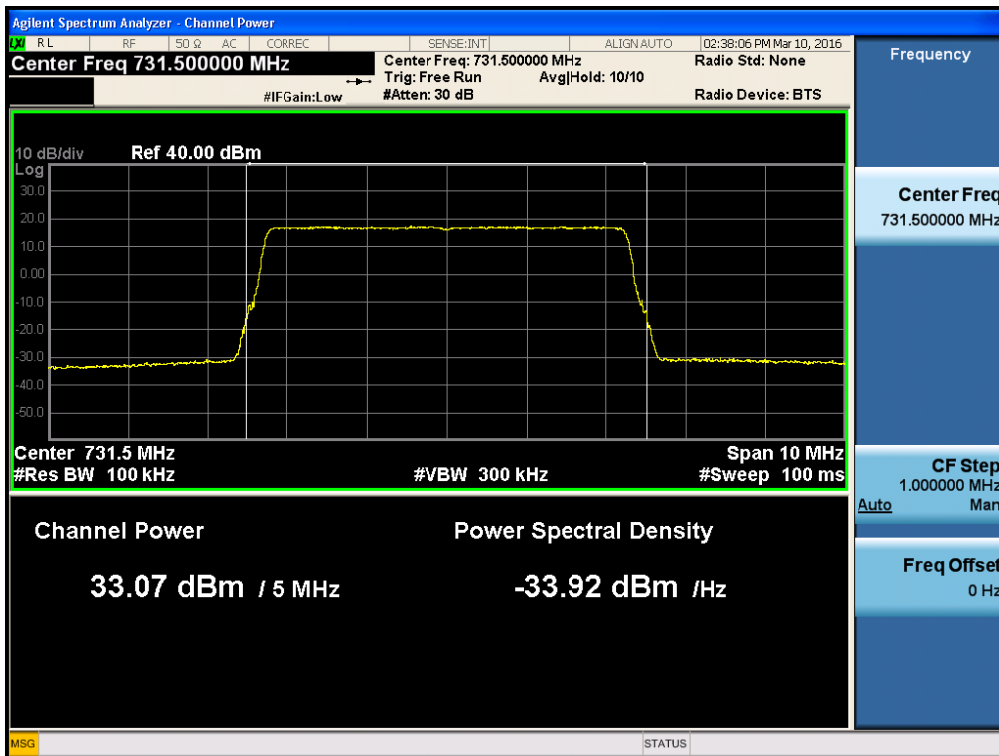 Agilent Spectrum Analyzer - Channel Power
LXI RL RF 50 Ω AC CORREC SENSE:INT ALIGN AUTO 02:38:06 PM Mar 10, 2016
Center Freq 731.500000 MHz
Center Freq: 731.500000 MHz
Radio Std: None
Trig: Free Run Avg|Hold: 10/10
#IFGain:Low
#Atten: 30 dB
Radio Device: BTS
10 dB/div Ref 40.00 dBm
Log
30.0
20.0
10.0
0.00
-10.0
-20.0
-30.0
-40.0
-50.0
Center 731.5 MHz Span 10 MHz
#Res BW 100 kHz #VBW 300 kHz #Sweep 100 ms
Channel Power Power Spectral Density
33.07 dBm / 5 MHz -33.92 dBm /Hz
MSG STATUS
Frequency
Center Freq
731.500000 MHz
CF Step
1.000000 MHz
Auto Man
Freq Offset
0 Hz